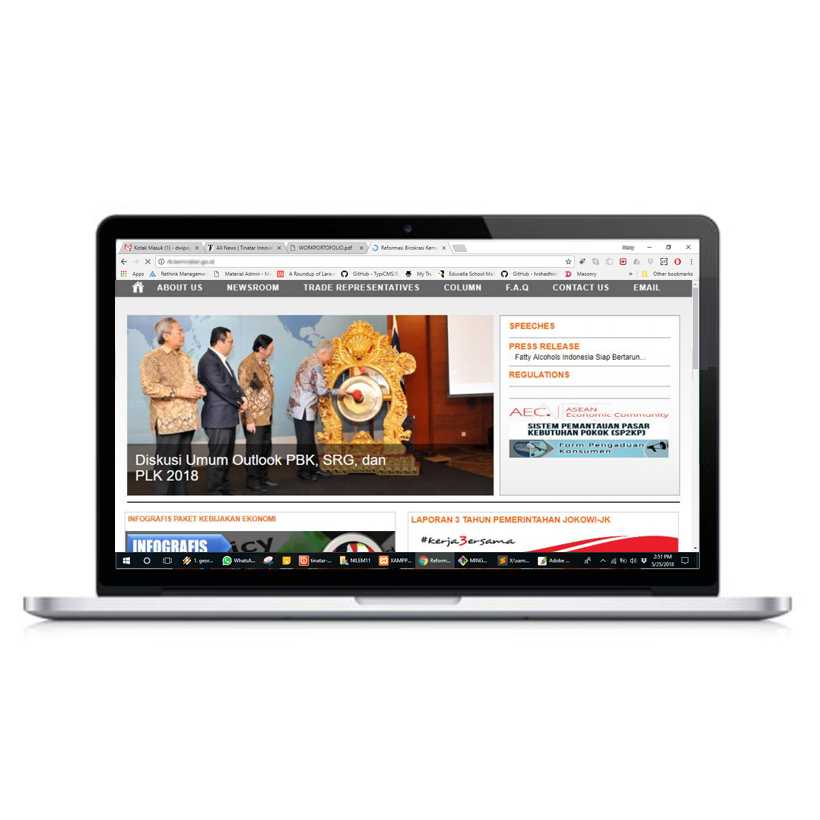 Kotak Masuk (1) - dwipa
All News | Tinatar Innova
WORKPORTOFOLIO.pdf
Reformasi Birokrasi Keme
Apps
Rethink Managemen
Material Admin - Ma
A Roundup of Larav
GitHub - TypiCMS/
My Tri
Eduvella School Man
GitHub - hrshadhin
Masonry
»
Other bookmarks
ABOUT US NEWSROOM TRADE REPRESENTATIVES COLUMN F.A.Q CONTACT US EMAIL
SPEECHES
PRESS RELEASE
Fatty Alcohols Indonesia Siap Bertarun...
REGULATIONS
AEC. ASEAN
Economic Community
SISTEM PEMANTAUAN PASAR
KEBUTUHAN POKOK (SP2KP)
Form Pengaduan
Konsumen
Diskusi Umum Outlook PBK, SRG, dan
PLK 2018
INFOGRAFIS PAKET KEBIJAKAN EKONOMI
INFOGRAFIS
LAPORAN 3 TAHUN PEMERINTAHAN JOKOWI-JK
#kerja3ersama
1. geor...
WhatsA...
tinatar-...
NILEM11
XAMPP...
Reform...
MING...
X:\xam...
Adobe ...
2:51 PM
5/25/2018